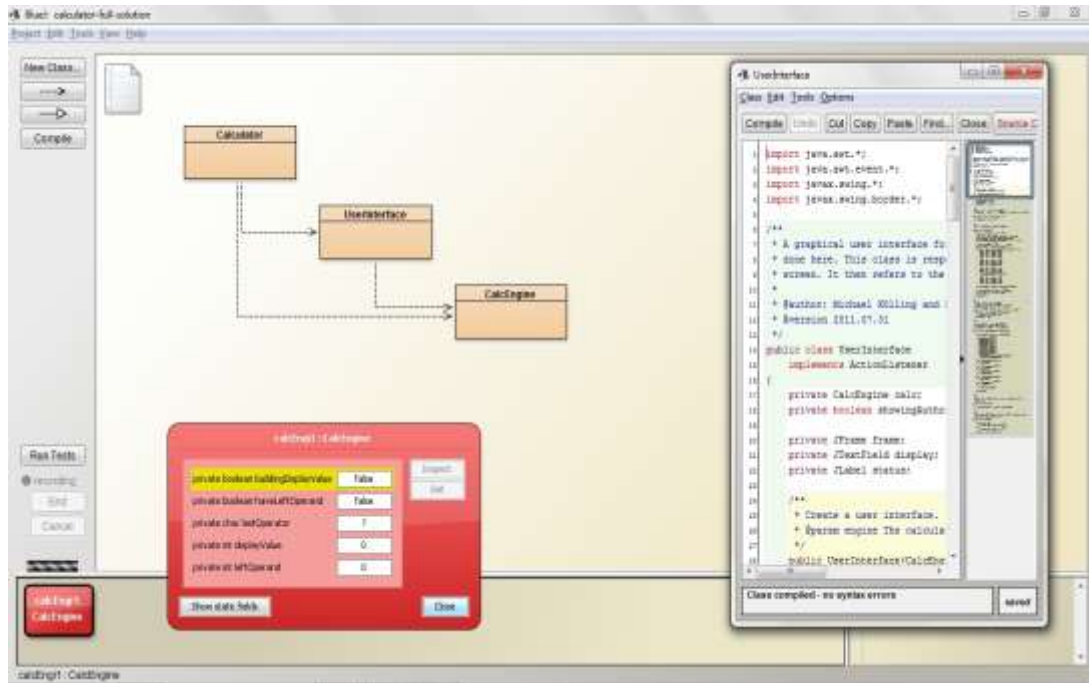 BlueJ: calculator-full-solution
Project Edit Tools View Help
New Class...
Compile
Calculator
UserInterface
CalcEngine
Run Tests
recording
End
Cancel
calcEngi1 : CalcEngine
private boolean buildingDisplayValue false
private boolean haveLeftOperand false
private char lastOperator ?
private int displayValue 0
private int leftOperand 0
Inspect
Get
Show static fields
Close
calcEngi1:
CalcEngine
calcEngi1 : CalcEngine
UserInterface
Class Edit Tools Options
Compile Undo Cut Copy Paste Find... Close Source C
import java.awt.*;
import java.awt.event.*;
import javax.swing.*;
import javax.swing.border.*;
/**
* A graphical user interface fo
* done here. This class is resp
* screen. It then refers to the
*
* @author: Michael Kölling and
* @version 2011.07.31
*/
public class UserInterface
implements ActionListener
{
private CalcEngine calc;
private boolean showingAutho
private JFrame frame;
private JTextField display;
private JLabel status;
/**
* Create a user interface.
* @param engine The calcula
*/
public UserInterface(CalcEng
Class compiled - no syntax errors
saved